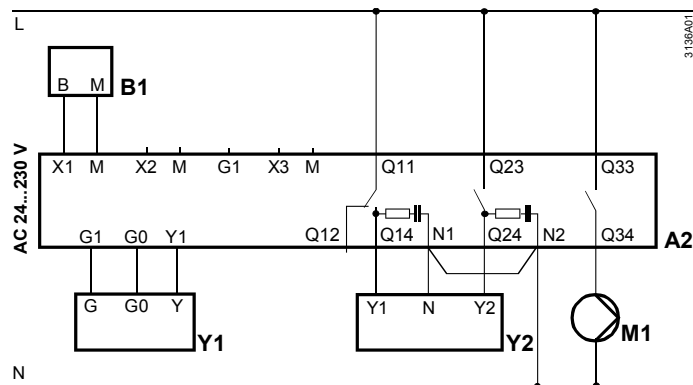 L
3136A01
B M B1
AC 24...230 V
X1 M X2 M G1 X3 M Q11 Q23 Q33
Q12 Q14 N1 Q24 N2 Q34
G1 G0 Y1 A2
G G0 Y Y1
Y1 N Y2 Y2
M1
N